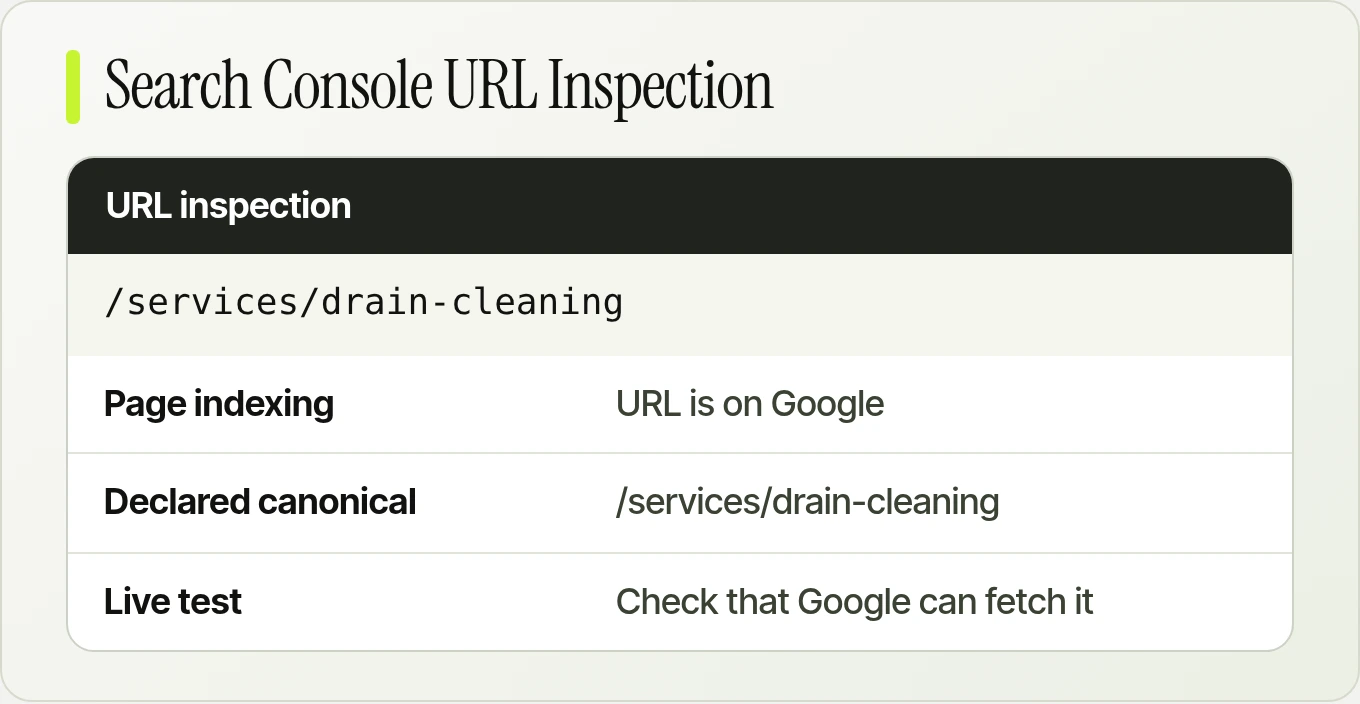 Search Console URL Inspection
URL inspection
/services/drain-cleaning
Page indexing URL is on Google
Declared canonical /services/drain-cleaning
Live test Check that Google can fetch it